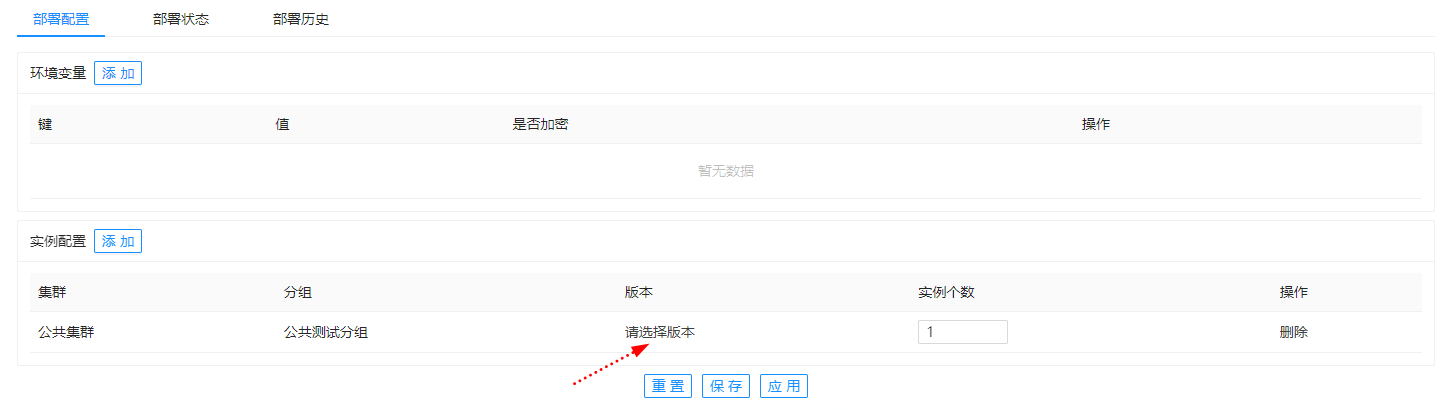 部署配置 部署状态 部署历史
环境变量 添 加
键 值 是否加密 操作
暂无数据
实例配置 添 加
集群 分组 版本 实例个数 操作
公共集群 公共测试分组 请选择版本 1 删除
重 置 保 存 应 用